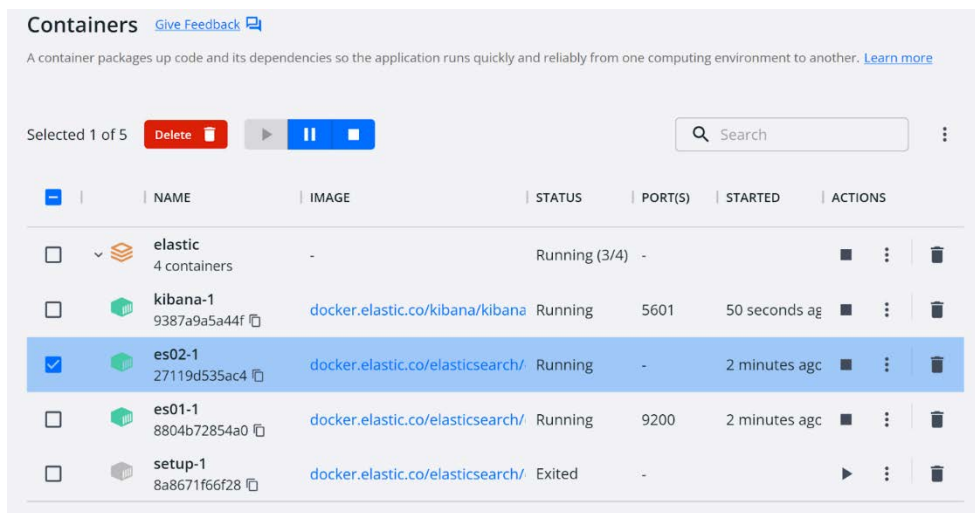 Containers Give Feedback
A container packages up code and its dependencies so the application runs quickly and reliably from one computing environment to another. Learn more
Selected 1 of 5 Delete Search
NAME IMAGE STATUS PORT(S) STARTED ACTIONS
elastic
4 containers
- Running (3/4) -
kibana-1
9387a9a5a44f
docker.elastic.co/kibana/kibana Running 5601 50 seconds ag
es02-1
27119d535ac4
docker.elastic.co/elasticsearch/ Running - 2 minutes agc
es01-1
8804b72854a0
docker.elastic.co/elasticsearch/ Running 9200 2 minutes agc
setup-1
8a8671f66f28
docker.elastic.co/elasticsearch/ Exited -